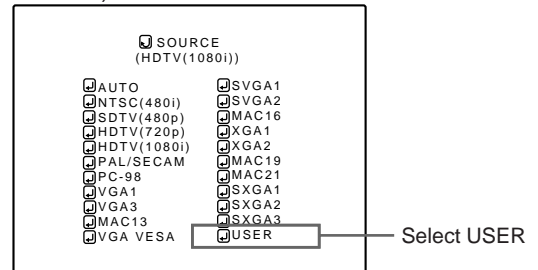 SOURCE
(HDTV(1080i))
AUTO
NTSC(480i)
SDTV(480p)
HDTV(720p)
HDTV(1080i)
PAL/SECAM
PC-98
VGA1
VGA3
MAC13
VGA VESA
SVGA1
SVGA2
MAC16
XGA1
XGA2
MAC19
MAC21
SXGA1
SXGA2
SXGA3
USER
Select USER